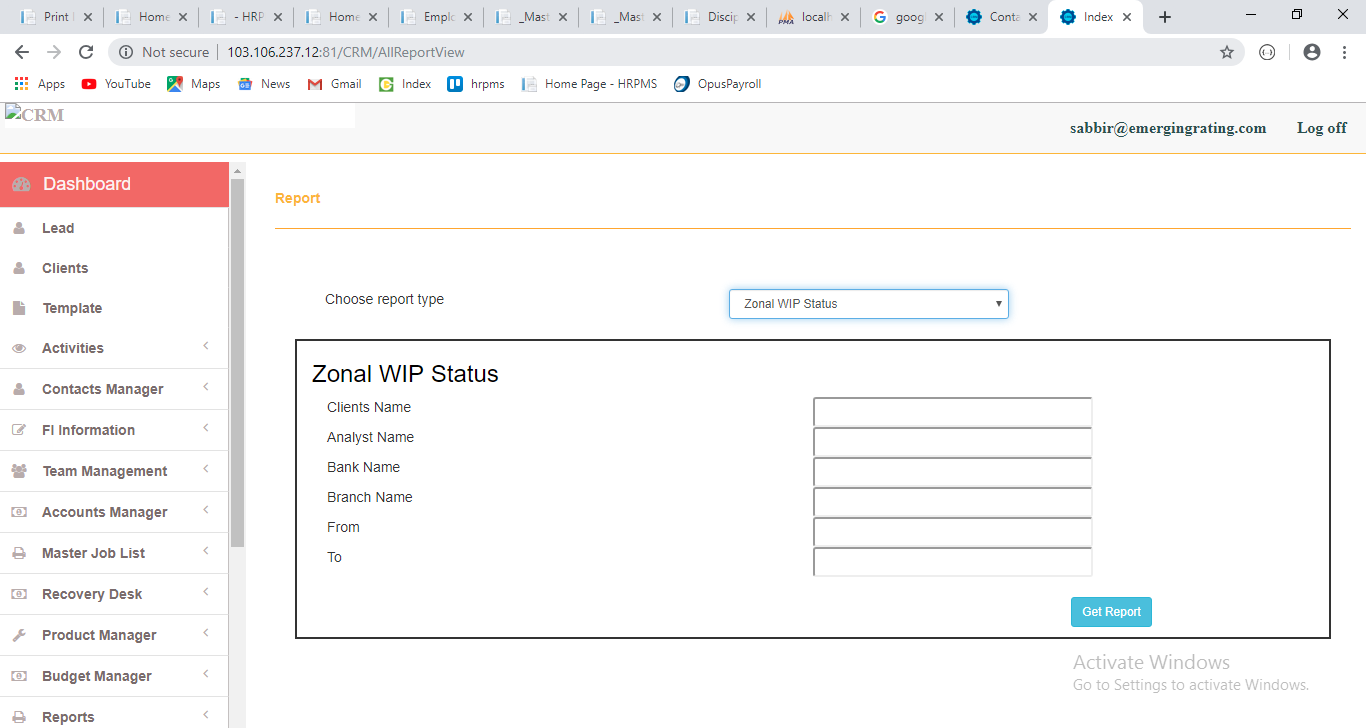 Print Home - HRP Home Emplo _Mast _Mast Discip localh goog Conta Index
Not secure 103.106.237.12:81/CRM/AllReportView
Apps YouTube Maps News Gmail Index hrpms Home Page - HRPMS OpusPayroll
CRM
sabbir@emergingrating.com Log off
Dashboard
Report
Lead
Clients
Choose report type Zonal WIP Status
Template
Activities
Zonal WIP Status
Contacts Manager
Clients Name
FI Information
Analyst Name
Team Management
Bank Name
Branch Name
Accounts Manager
From
Master Job List
To
Recovery Desk
Get Report
Product Manager
Budget Manager
Activate Windows
Go to Settings to activate Windows.
Reports